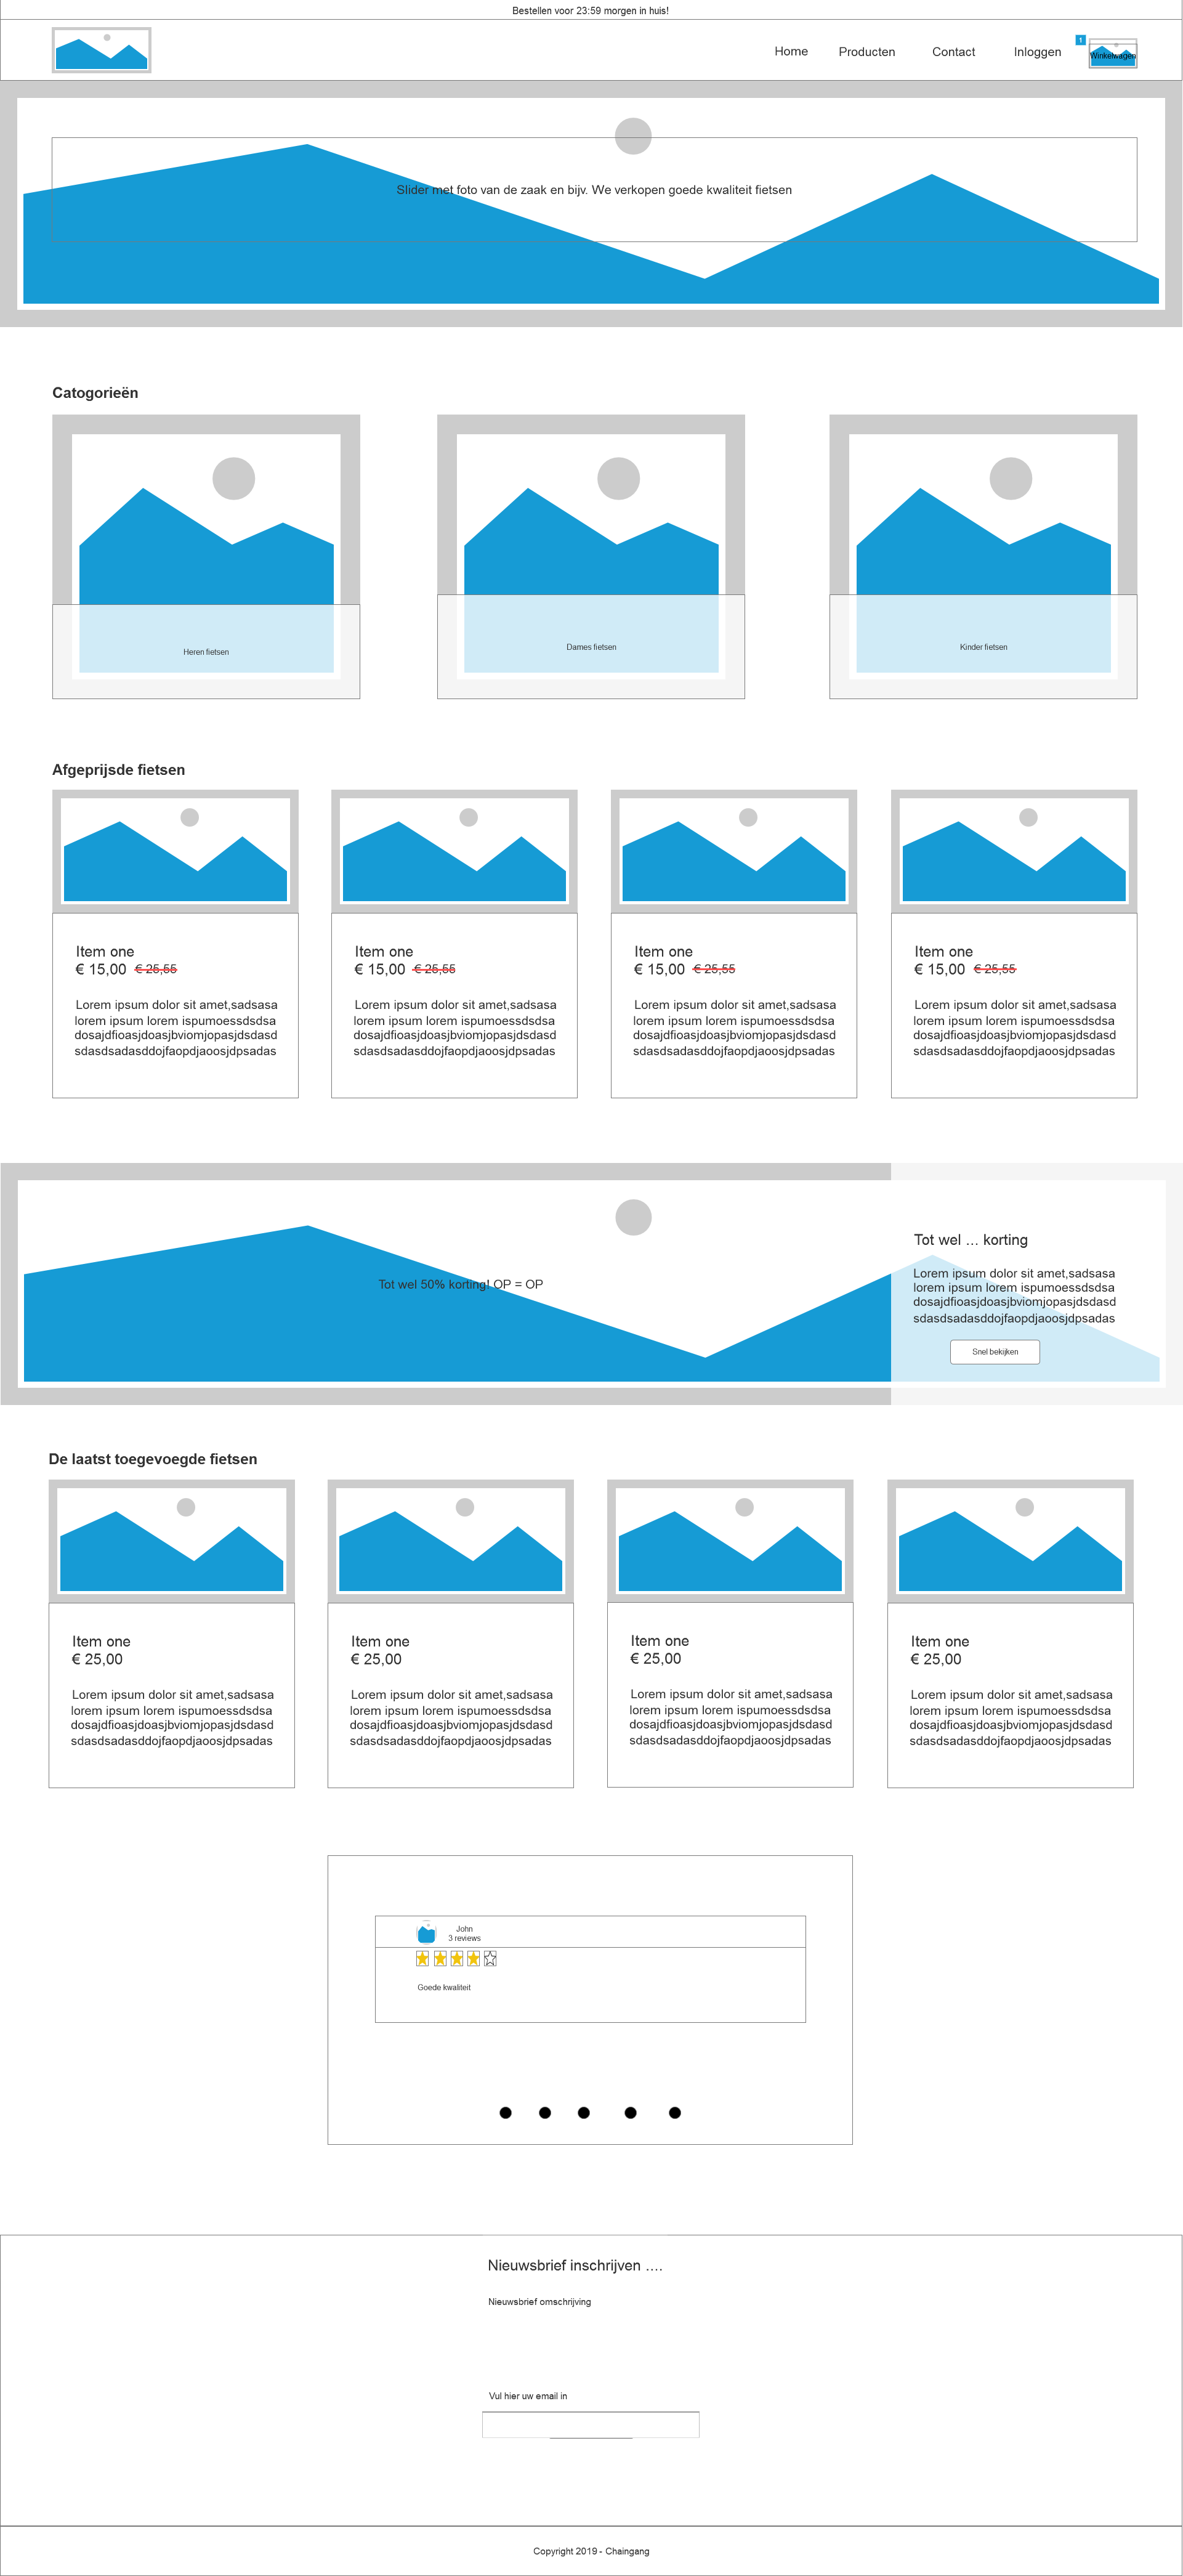 Bestellen voor 23:59 morgen in huis!
Home
Producten
Contact
Inloggen
1
Winkelwagen
Slider met foto van de zaak en bijv. We verkopen goede kwaliteit fietsen
Catogorieën
Heren fietsen
Dames fietsen
Kinder fietsen
Afgeprijsde fietsen
Item one
€ 15,00 € 25,55
Lorem ipsum dolor sit amet,sadsasa
lorem ipsum lorem ispumoessdsdsa
dosajdfioasjdoasjbviomjopasjdsdasd
sdasdsadasddojfaopdjaoosjdpsadas
Item one
€ 15,00 € 25,55
Lorem ipsum dolor sit amet,sadsasa
lorem ipsum lorem ispumoessdsdsa
dosajdfioasjdoasjbviomjopasjdsdasd
sdasdsadasddojfaopdjaoosjdpsadas
Item one
€ 15,00 € 25,55
Lorem ipsum dolor sit amet,sadsasa
lorem ipsum lorem ispumoessdsdsa
dosajdfioasjdoasjbviomjopasjdsdasd
sdasdsadasddojfaopdjaoosjdpsadas
Item one
€ 15,00 € 25,55
Lorem ipsum dolor sit amet,sadsasa
lorem ipsum lorem ispumoessdsdsa
dosajdfioasjdoasjbviomjopasjdsdasd
sdasdsadasddojfaopdjaoosjdpsadas
Tot wel 50% korting! OP = OP
Tot wel ... korting
Lorem ipsum dolor sit amet,sadsasa
lorem ipsum lorem ispumoessdsdsa
dosajdfioasjdoasjbviomjopasjdsdasd
sdasdsadasddojfaopdjaoosjdpsadas
Snel bekijken
De laatst toegevoegde fietsen
Item one
€ 25,00
Lorem ipsum dolor sit amet,sadsasa
lorem ipsum lorem ispumoessdsdsa
dosajdfioasjdoasjbviomjopasjdsdasd
sdasdsadasddojfaopdjaoosjdpsadas
Item one
€ 25,00
Lorem ipsum dolor sit amet,sadsasa
lorem ipsum lorem ispumoessdsdsa
dosajdfioasjdoasjbviomjopasjdsdasd
sdasdsadasddojfaopdjaoosjdpsadas
Item one
€ 25,00
Lorem ipsum dolor sit amet,sadsasa
lorem ipsum lorem ispumoessdsdsa
dosajdfioasjdoasjbviomjopasjdsdasd
sdasdsadasddojfaopdjaoosjdpsadas
Item one
€ 25,00
Lorem ipsum dolor sit amet,sadsasa
lorem ipsum lorem ispumoessdsdsa
dosajdfioasjdoasjbviomjopasjdsdasd
sdasdsadasddojfaopdjaoosjdpsadas
John
3 reviews
Goede kwaliteit
Nieuwsbrief inschrijven ....
Nieuwsbrief omschrijving
Vul hier uw email in
Copyright 2019 - Chaingang